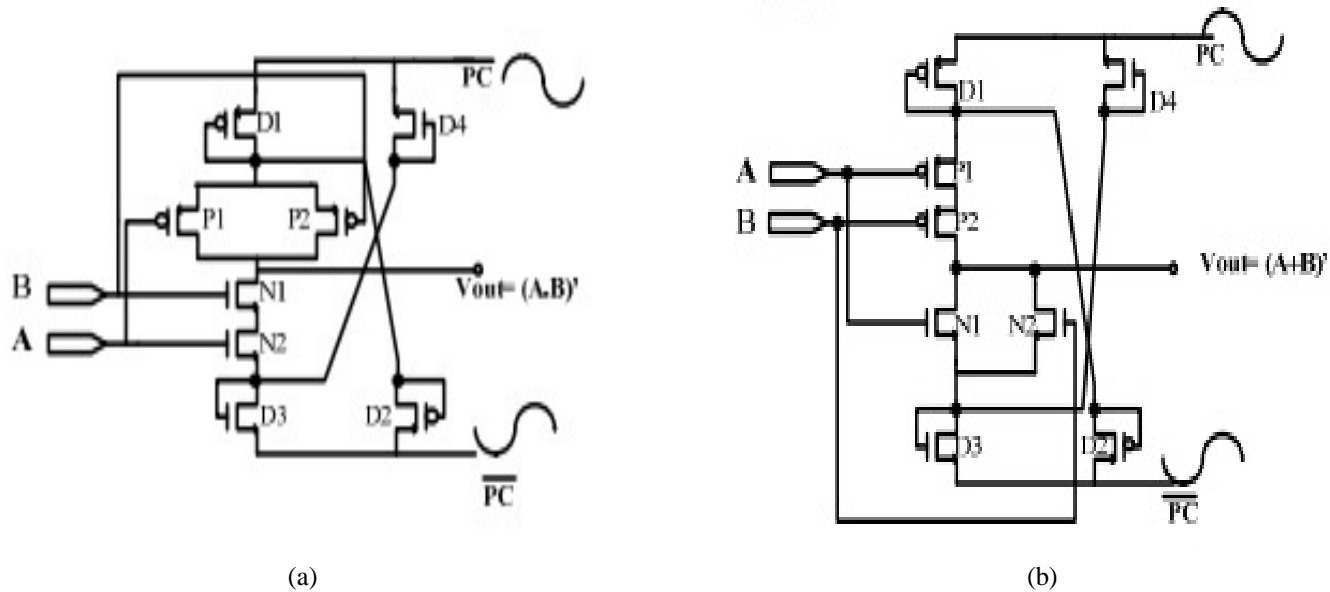 PC
D1
D4
P1
P2
B
N1
Vout= (A.B)'
A
N2
D3
D2
PC
(a)
PC
D1
D4
A
P1
B
P2
Vout= (A+B)'
N1
N2
D3
D2
PC
(b)